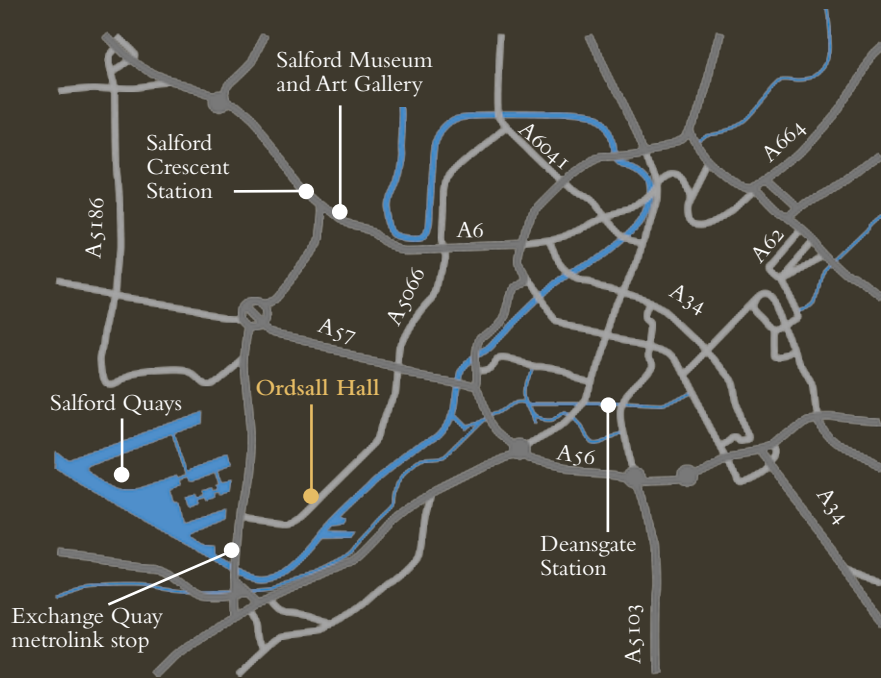 Salford Museum
and Art Gallery
Salford
Crescent
Station
A6041
A664
A5186
A6
A62
A5066
A34
A57
Ordsall Hall
Salford Quays
A56
A34
Deansgate
Station
Exchange Quay
metrolink stop
A5103